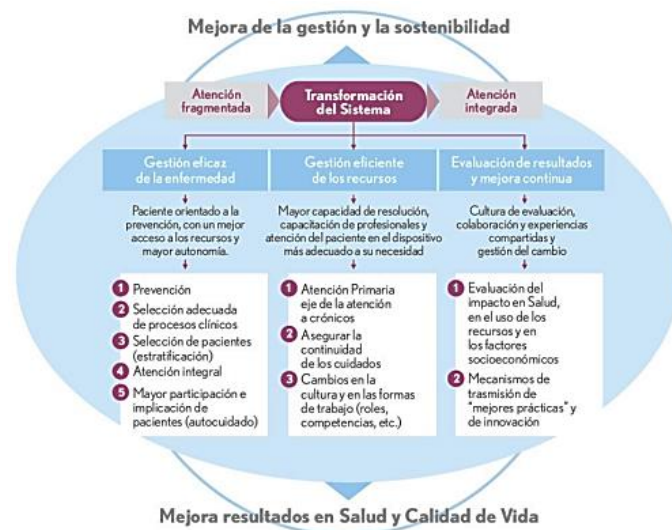 Mejora de la gestión y la sostenibilidad
Atención
fragmentada
Transformación
del Sistema
Atención
integrada
Gestión eficaz
de la enfermedad
Paciente orientado a la
prevención, con un mejor
acceso a los recursos y
mayor autonomía.
1 Prevención
2 Selección adecuada
de procesos clínicos
3 Selección de pacientes
(estratificación)
4 Atención integral
5 Mayor participación e
implicación de
pacientes (autocuidado)
Gestión eficiente
de los recursos
Mayor capacidad de resolución,
capacitación de profesionales y
atención del paciente en el dispositivo
más adecuado a su necesidad
1 Atención Primaria
eje de la atención
a crónicos
2 Asegurar la
continuidad
de los cuidados
3 Cambios en la
cultura y en las formas
de trabajo (roles,
competencias, etc.)
Evaluación de resultados
y mejora continua
Cultura de evaluación,
colaboración y experiencias
compartidas y
gestión del cambio
1 Evaluación del
impacto en Salud,
en el uso de los
recursos y en
los factores
socioeconómicos
2 Mecanismos de
trasmisión de
"mejores prácticas" y
de innovación
Mejora resultados en Salud y Calidad de Vida